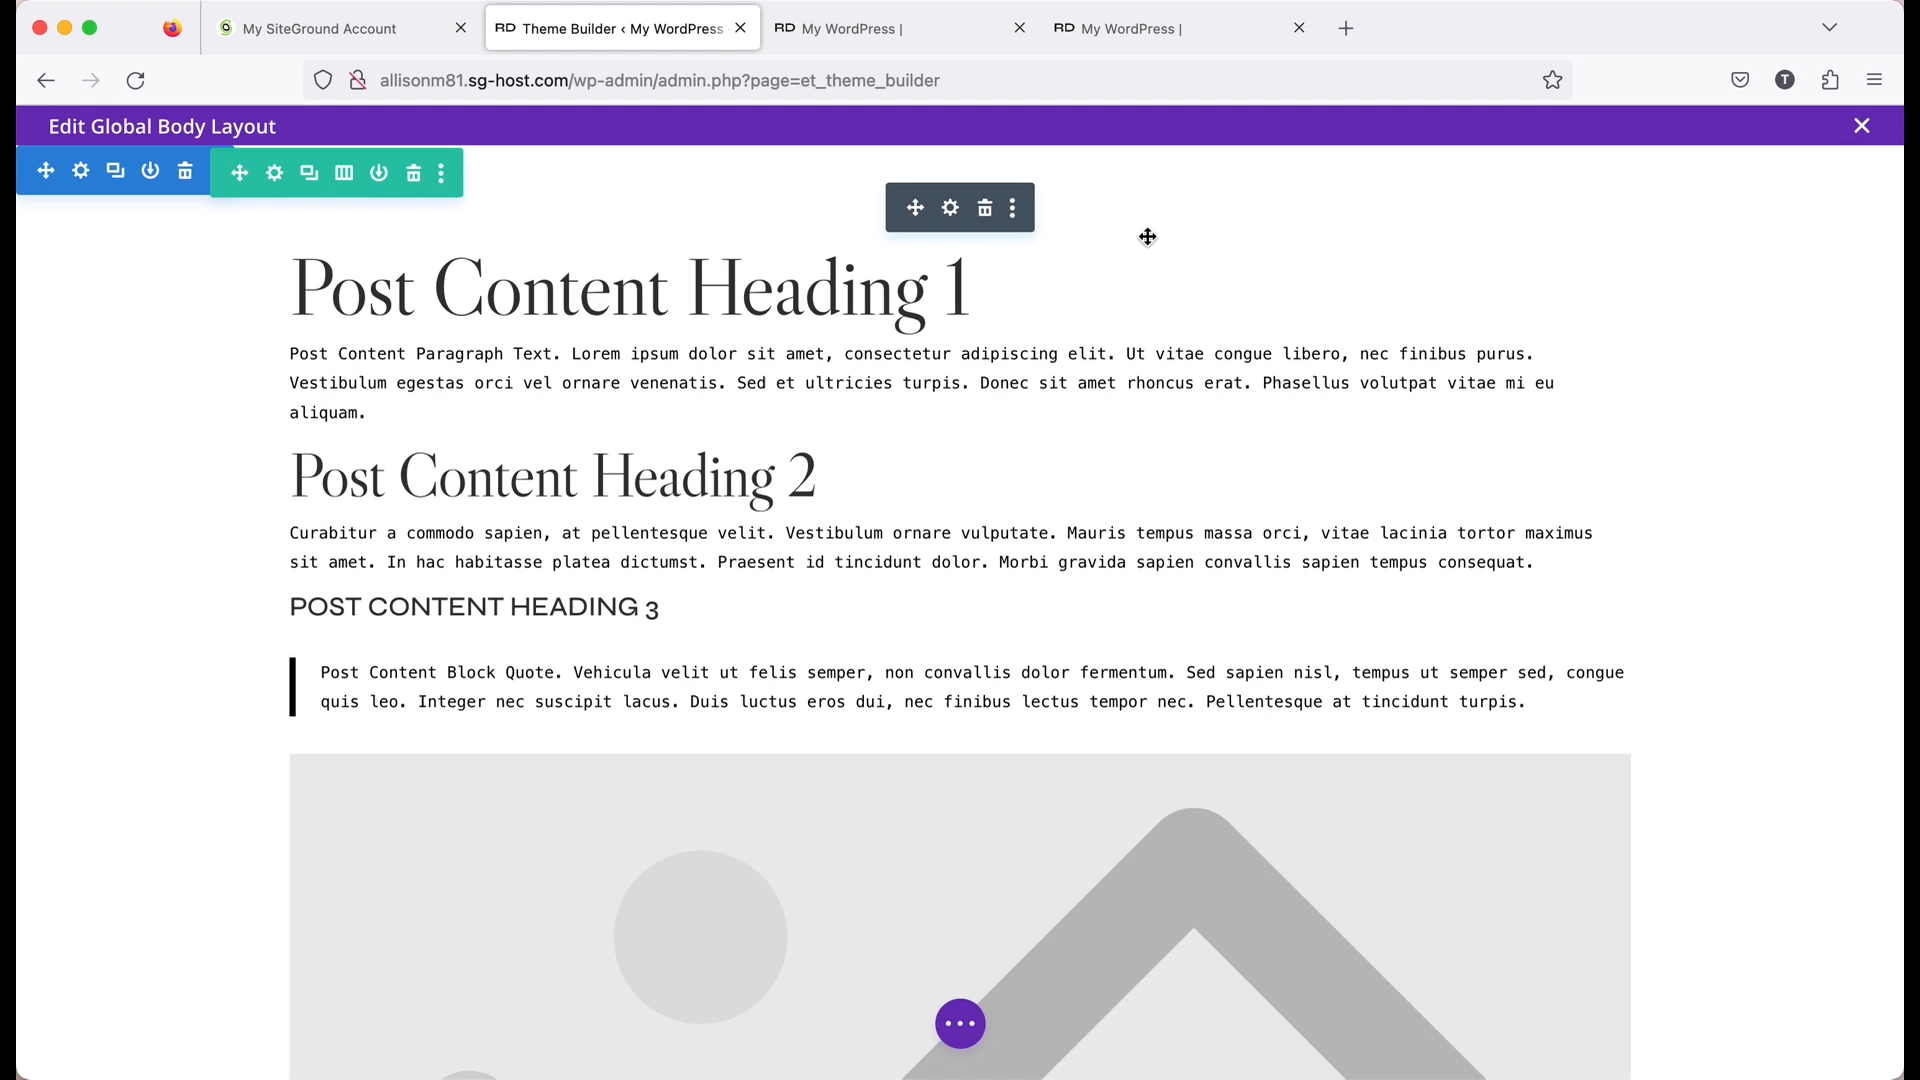 My SiteGround Account
RD Theme Builder ‹ My WordPress
RD My WordPress |
RD My WordPress |
allisonm81.sg-host.com/wp-admin/admin.php?page=et_theme_builder
T
Edit Global Body Layout
Post Content Heading 1
Post Content Paragraph Text. Lorem ipsum dolor sit amet, consectetur adipiscing elit. Ut vitae congue libero, nec finibus purus.
Vestibulum egestas orci vel ornare venenatis. Sed et ultricies turpis. Donec sit amet rhoncus erat. Phasellus volutpat vitae mi eu
aliquam.
Post Content Heading 2
Curabitur a commodo sapien, at pellentesque velit. Vestibulum ornare vulputate. Mauris tempus massa orci, vitae lacinia tortor maximus
sit amet. In hac habitasse platea dictumst. Praesent id tincidunt dolor. Morbi gravida sapien convallis sapien tempus consequat.
POST CONTENT HEADING 3
Post Content Block Quote. Vehicula velit ut felis semper, non convallis dolor fermentum. Sed sapien nisl, tempus ut semper sed, congue
quis leo. Integer nec suscipit lacus. Duis luctus eros dui, nec finibus lectus tempor nec. Pellentesque at tincidunt turpis.